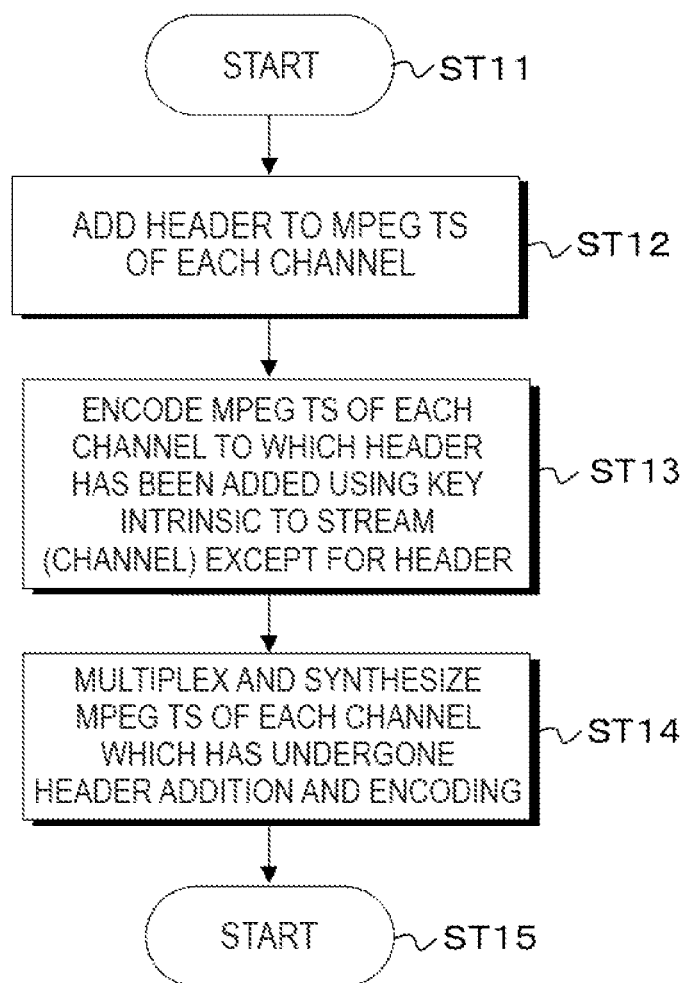 START
ST11
ADD HEADER TO MPEG TS
OF EACH CHANNEL
ST12
ENCODE MPEG TS OF EACH
CHANNEL TO WHICH HEADER
HAS BEEN ADDED USING KEY
INTRINSIC TO STREAM
(CHANNEL) EXCEPT FOR HEADER
ST13
MULTIPLEX AND SYNTHESIZE
MPEG TS OF EACH CHANNEL
WHICH HAS UNDERGONE
HEADER ADDITION AND ENCODING
ST14
START
ST15